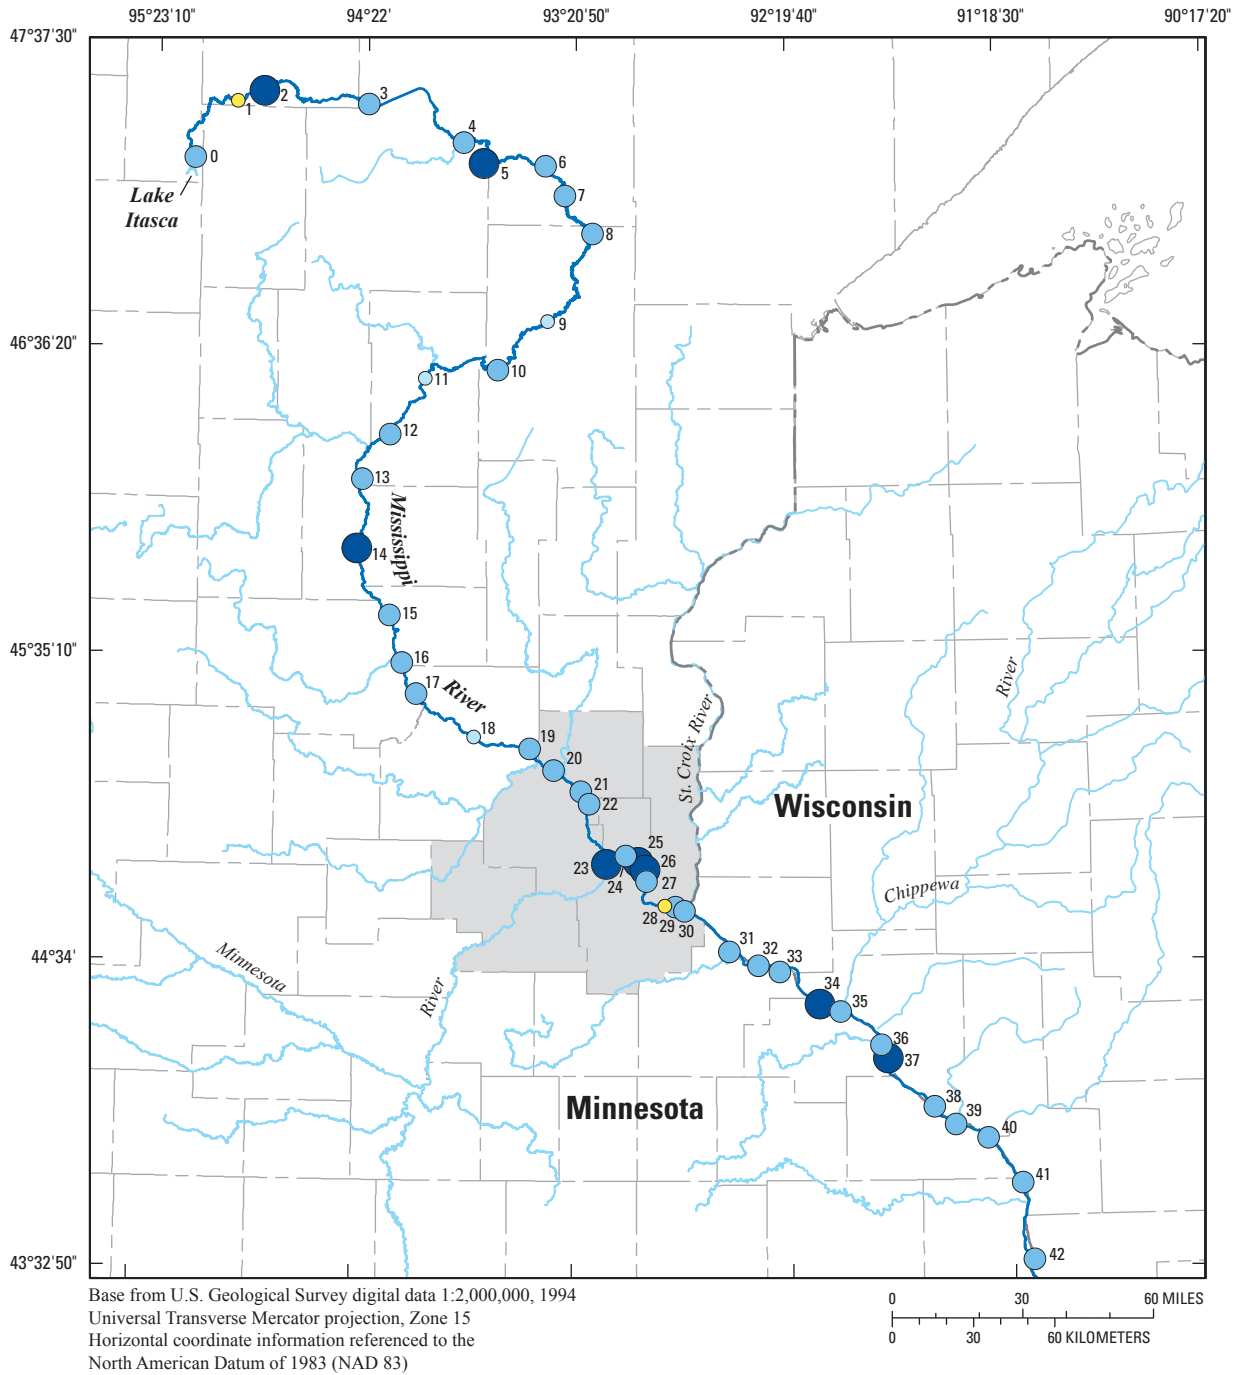 95°23'10" 94°22' 93°20'50" 92°19'40" 91°18'30" 90°17'20"
47°37'30"
1
2
3
4
0
5
6
Lake
Itasca
7
8
9
46°36'20"
10
11
12
13
Mississippi
14
15
45°35'10"
16
River
17
River
18
St. Croix River
19
20
21
22
Wisconsin
25
23
26
24
27
Chippewa
28
29
30
31
32
33
44°34'
Minnesota
River
34
35
36
37
Minnesota
38
39
40
41
43°32'50"
42
Base from U.S. Geological Survey digital data 1:2,000,000, 1994
Universal Transverse Mercator projection, Zone 15
Horizontal coordinate information referenced to the
North American Datum of 1983 (NAD 83)
0 30 60 MILES
0 30 60 KILOMETERS